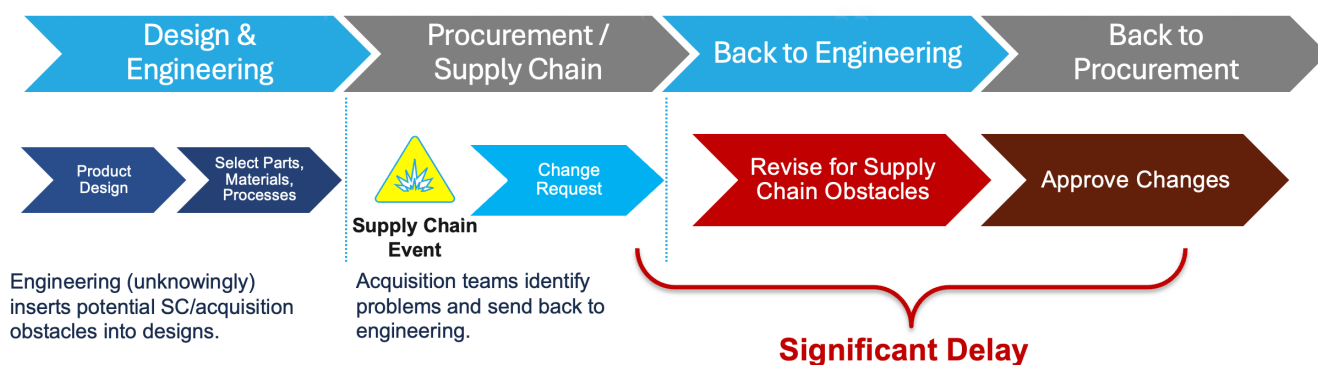 Design &
Engineering
Procurement /
Supply Chain
Back to Engineering
Back to
Procurement
Product
Design
Select Parts,
Materials,
Processes
Supply Chain
Event
Change
Request
Revise for Supply
Chain Obstacles
Approve Changes
Engineering (unknowingly)
inserts potential SC/acquisition
obstacles into designs.
Acquisition teams identify
problems and send back to
engineering.
Significant Delay